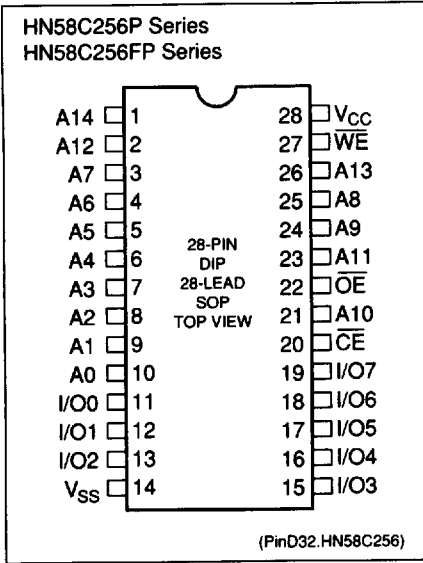 HN58C256P Series
HN58C256FP Series
A14 1 28 VCC
A12 2 27 W̅E̅
A7 3 26 A13
A6 4 25 A8
A5 5 24 A9
A4 6 23 A11
A3 7 22 O̅E̅
A2 8 21 A10
A1 9 20 C̅E̅
A0 10 19 I/O7
I/O0 11 18 I/O6
I/O1 12 17 I/O5
I/O2 13 16 I/O4
VSS 14 15 I/O3
28-PIN
DIP
28-LEAD
SOP
TOP VIEW
(PinD32.HN58C256)